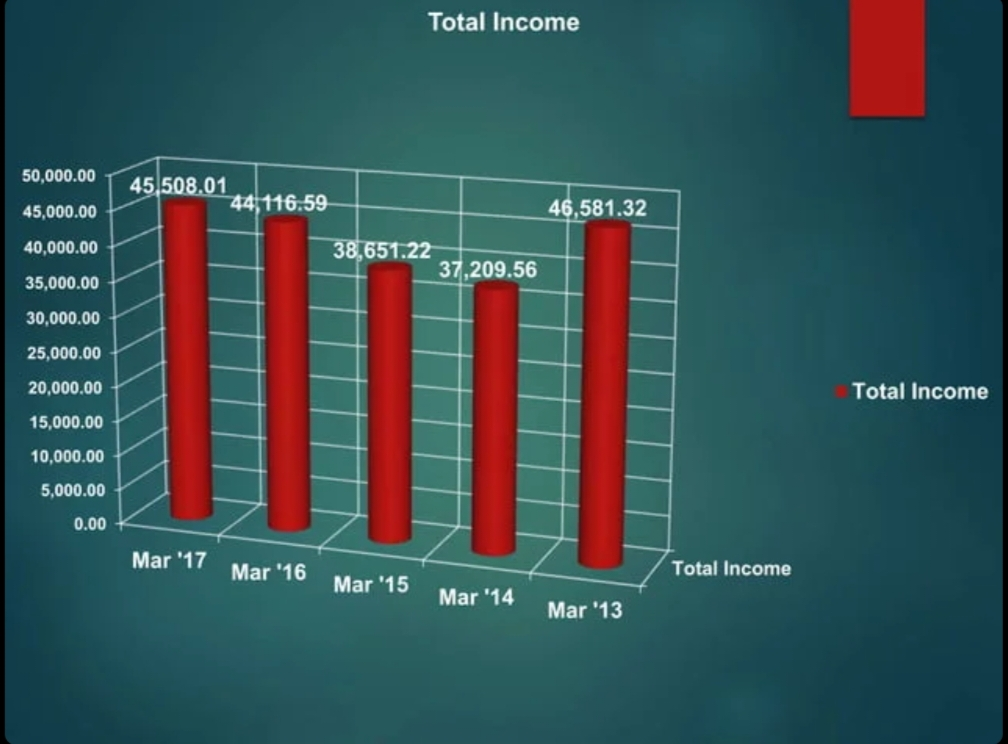 Total Income
50,000.00
45,000.00
40,000.00
35,000.00
30,000.00
25,000.00
20,000.00
15,000.00
10,000.00
5,000.00
0.00
45,508.01
44,116.59
38,651.22
37,209.56
46,581.32
Mar '17
Mar '16
Mar '15
Mar '14
Mar '13
Total Income
Total Income